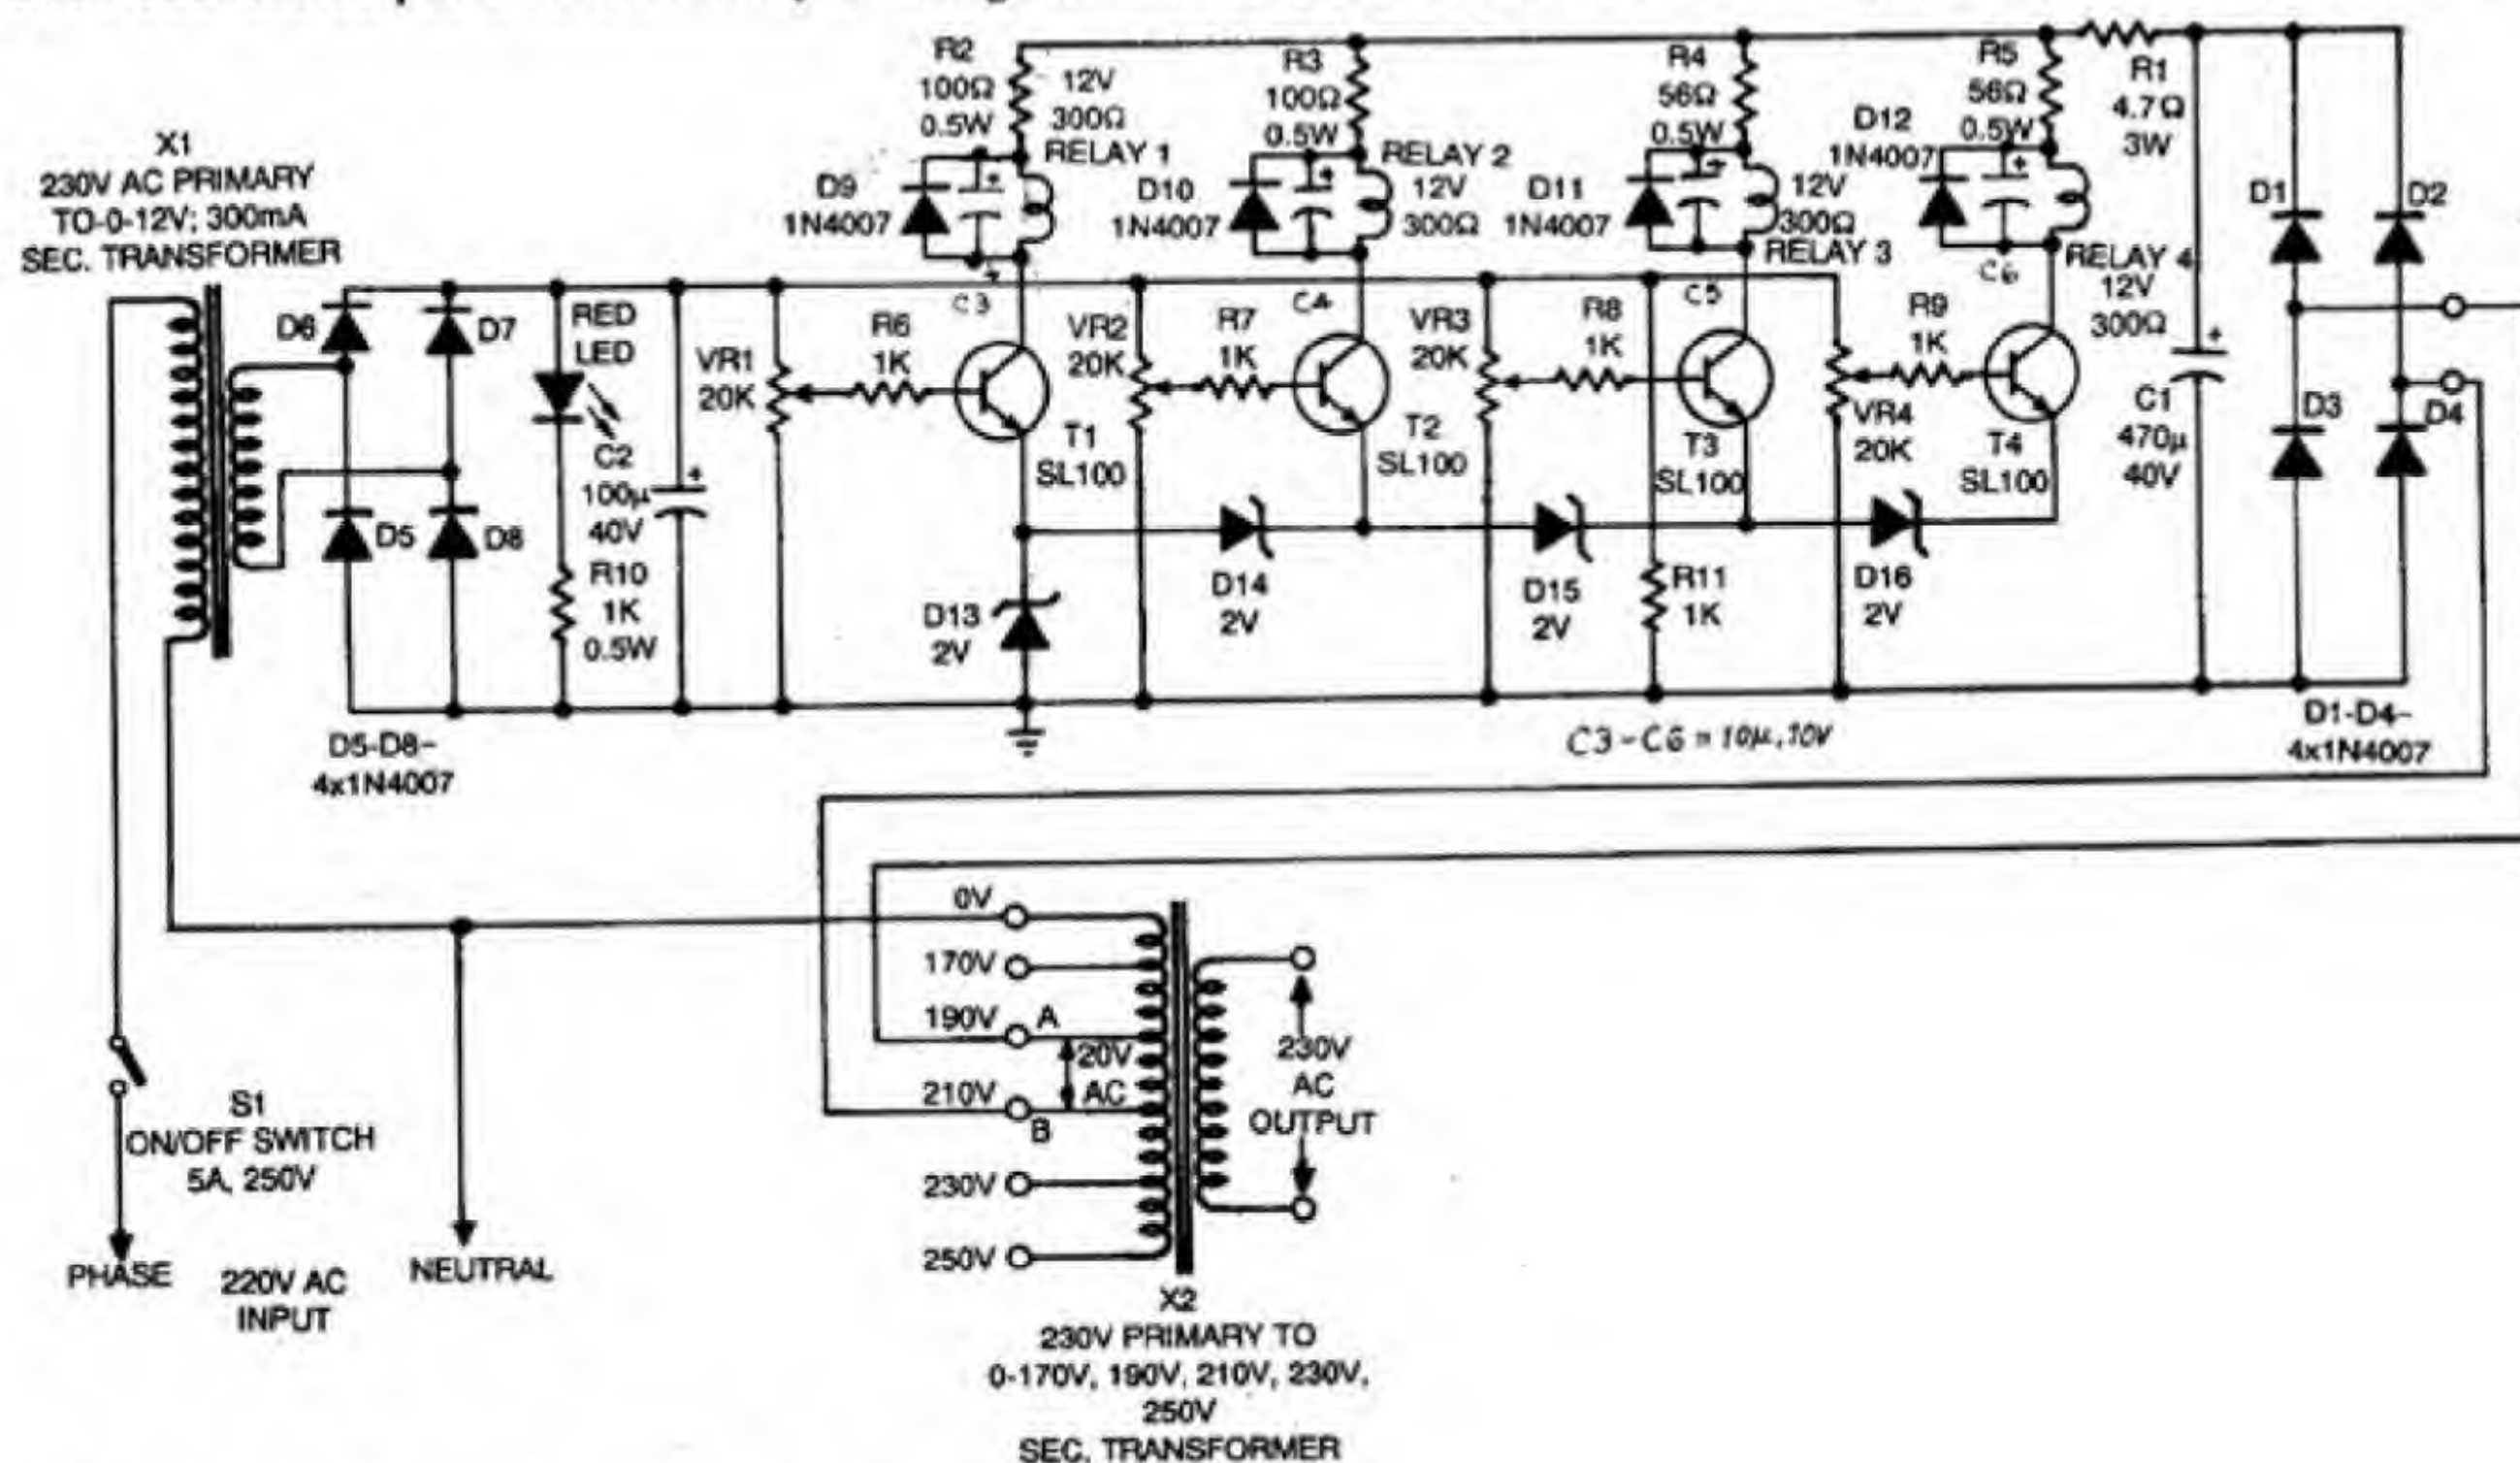 X1
230V AC PRIMARY
TO-0-12V; 300mA
SEC. TRANSFORMER
R2
100Ω
0.5W
12V
300Ω
RELAY 1
D9
1N4007
R3
100Ω
0.5W
RELAY 2
12V
300Ω
D10
1N4007
R4
56Ω
0.5W
D11
1N4007
12V
300Ω
RELAY 3
R5
56Ω
0.5W
D12
1N4007
RELAY 4
12V
300Ω
R1
4.7Ω
3W
D1
D2
D3
D4
C1
470µ
40V
+
D6
D7
D5
D8
RED
LED
C2
100µ
40V
+
R10
1K
0.5W
VR1
20K
R6
1K
C3
T1
SL100
VR2
20K
R7
1K
C4
T2
SL100
VR3
20K
R8
1K
C5
T3
SL100
R9
1K
C6
VR4
20K
T4
SL100
D13
2V
D14
2V
D15
2V
R11
1K
D16
2V
D5-D8-
4x1N4007
C3-C6 = 10µ, 10V
D1-D4-
4x1N4007
0V
170V
190V A
20V
AC
210V
B
230V
250V
230V
AC
OUTPUT
S1
ON/OFF SWITCH
5A, 250V
PHASE
220V AC
INPUT
NEUTRAL
X2
230V PRIMARY TO
0-170V, 190V, 210V, 230V,
250V
SEC. TRANSFORMER